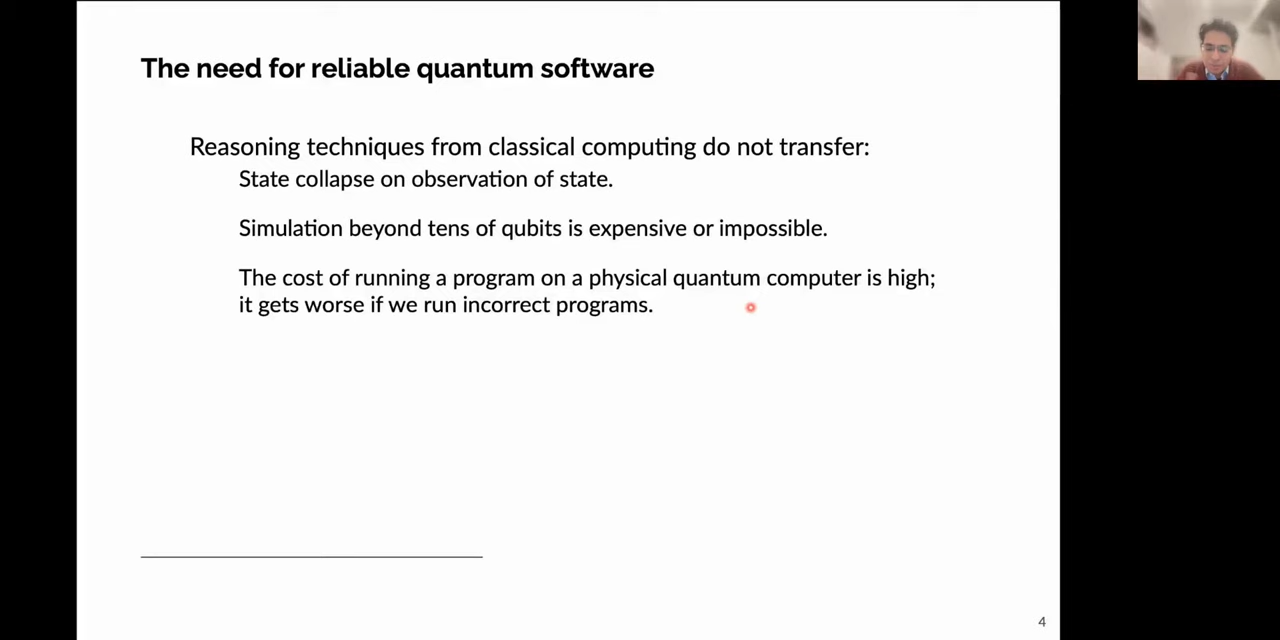 The need for reliable quantum software
Reasoning techniques from classical computing do not transfer:
State collapse on observation of state.
Simulation beyond tens of qubits is expensive or impossible.
The cost of running a program on a physical quantum computer is high;
it gets worse if we run incorrect programs.
4